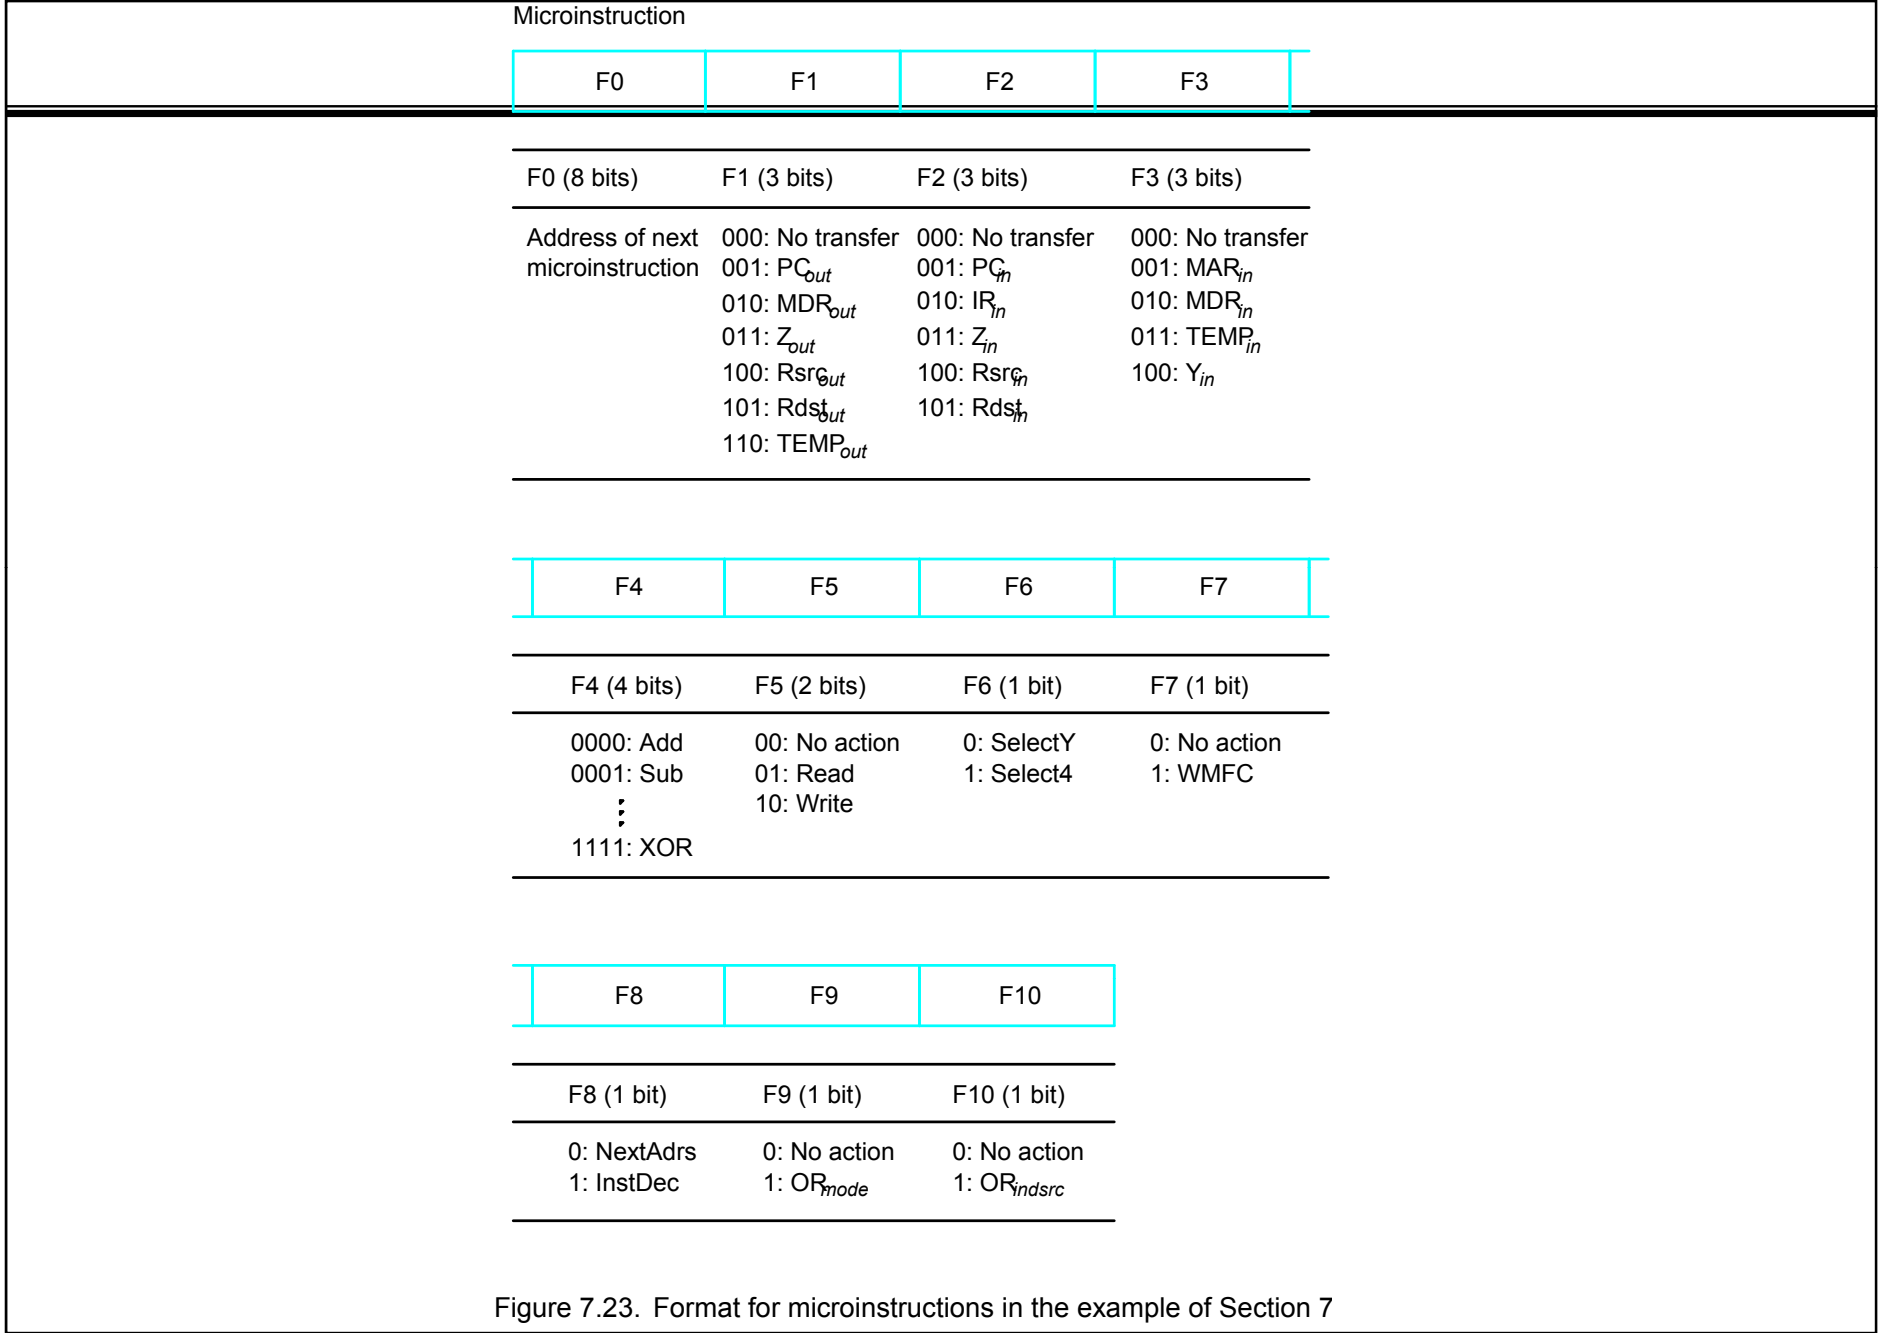 Microinstruction
F0 F1 F2 F3
F0 (8 bits) F1 (3 bits) F2 (3 bits) F3 (3 bits)
Address of next 000: No transfer 000: No transfer 000: No transfer
microinstruction 001: PCout 001: PCin 001: MARin
010: MDRout 010: IRin 010: MDRin
011: Zout 011: Zin 011: TEMPin
100: Rsrcout 100: Rsrcin 100: Yin
101: Rdstout 101: Rdstin
110: TEMPout
F4 F5 F6 F7
F4 (4 bits) F5 (2 bits) F6 (1 bit) F7 (1 bit)
0000: Add 00: No action 0: SelectY 0: No action
0001: Sub 01: Read 1: Select4 1: WMFC
10: Write
1111: XOR
F8 F9 F10
F8 (1 bit) F9 (1 bit) F10 (1 bit)
0: NextAdrs 0: No action 0: No action
1: InstDec 1: ORmode 1: ORindsrc
Figure 7.23. Format for microinstructions in the example of Section 7